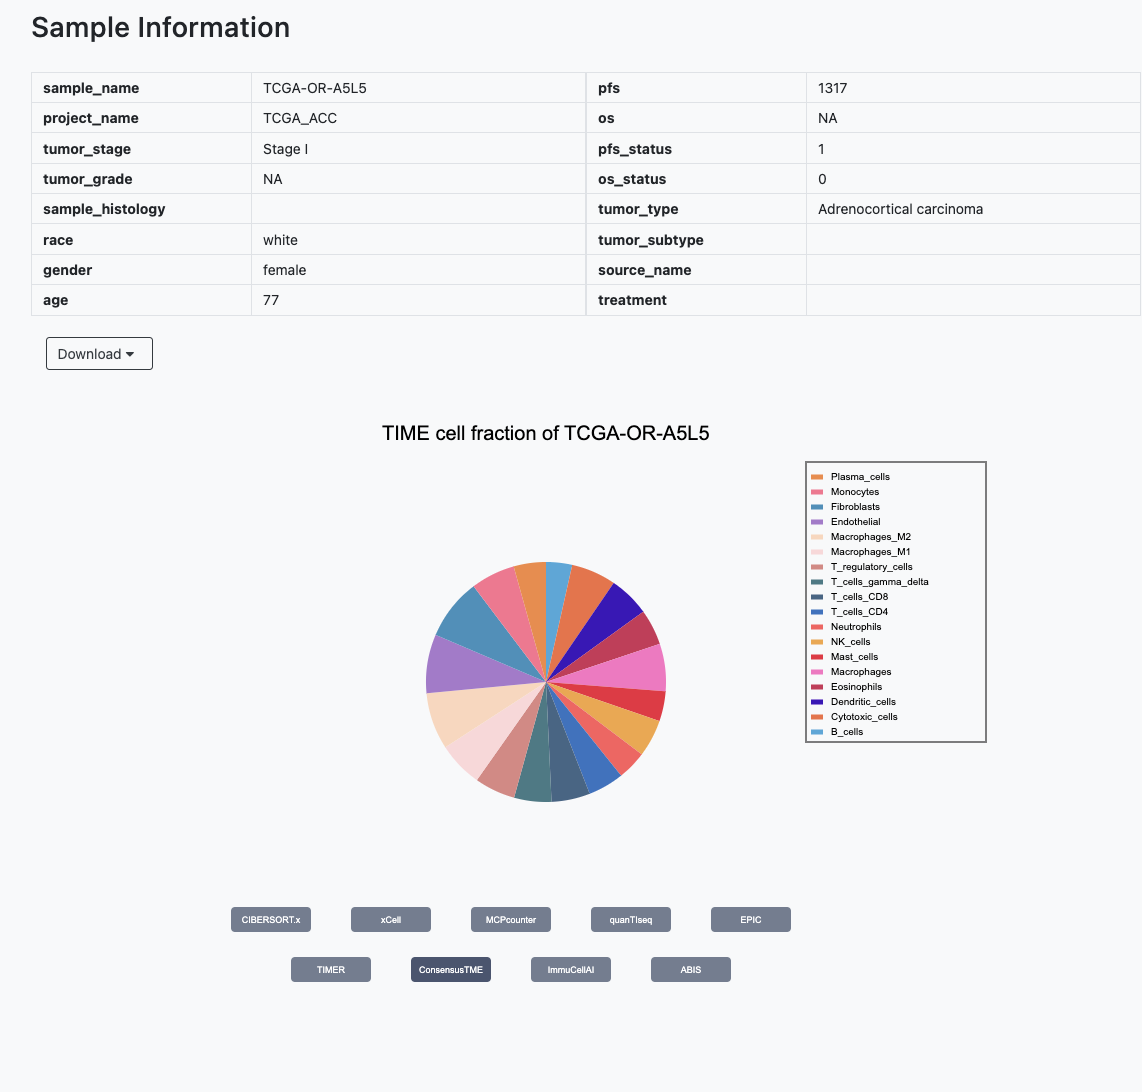 Sample Information
sample_name TCGA-OR-A5L5 pfs 1317
project_name TCGA_ACC os NA
tumor_stage Stage I pfs_status 1
tumor_grade NA os_status 0
sample_histology tumor_type Adrenocortical carcinoma
race white tumor_subtype
gender female source_name
age 77 treatment
Download
TIME cell fraction of TCGA-OR-A5L5
Plasma_cells
Monocytes
Fibroblasts
Endothelial
Macrophages_M2
Macrophages_M1
T_regulatory_cells
T_cells_gamma_delta
T_cells_CD8
T_cells_CD4
Neutrophils
NK_cells
Mast_cells
Macrophages
Eosinophils
Dendritic_cells
Cytotoxic_cells
B_cells
CIBERSORT.x xCell MCPcounter quanTIseq EPIC
TIMER ConsensusTME ImmuCellAI ABIS